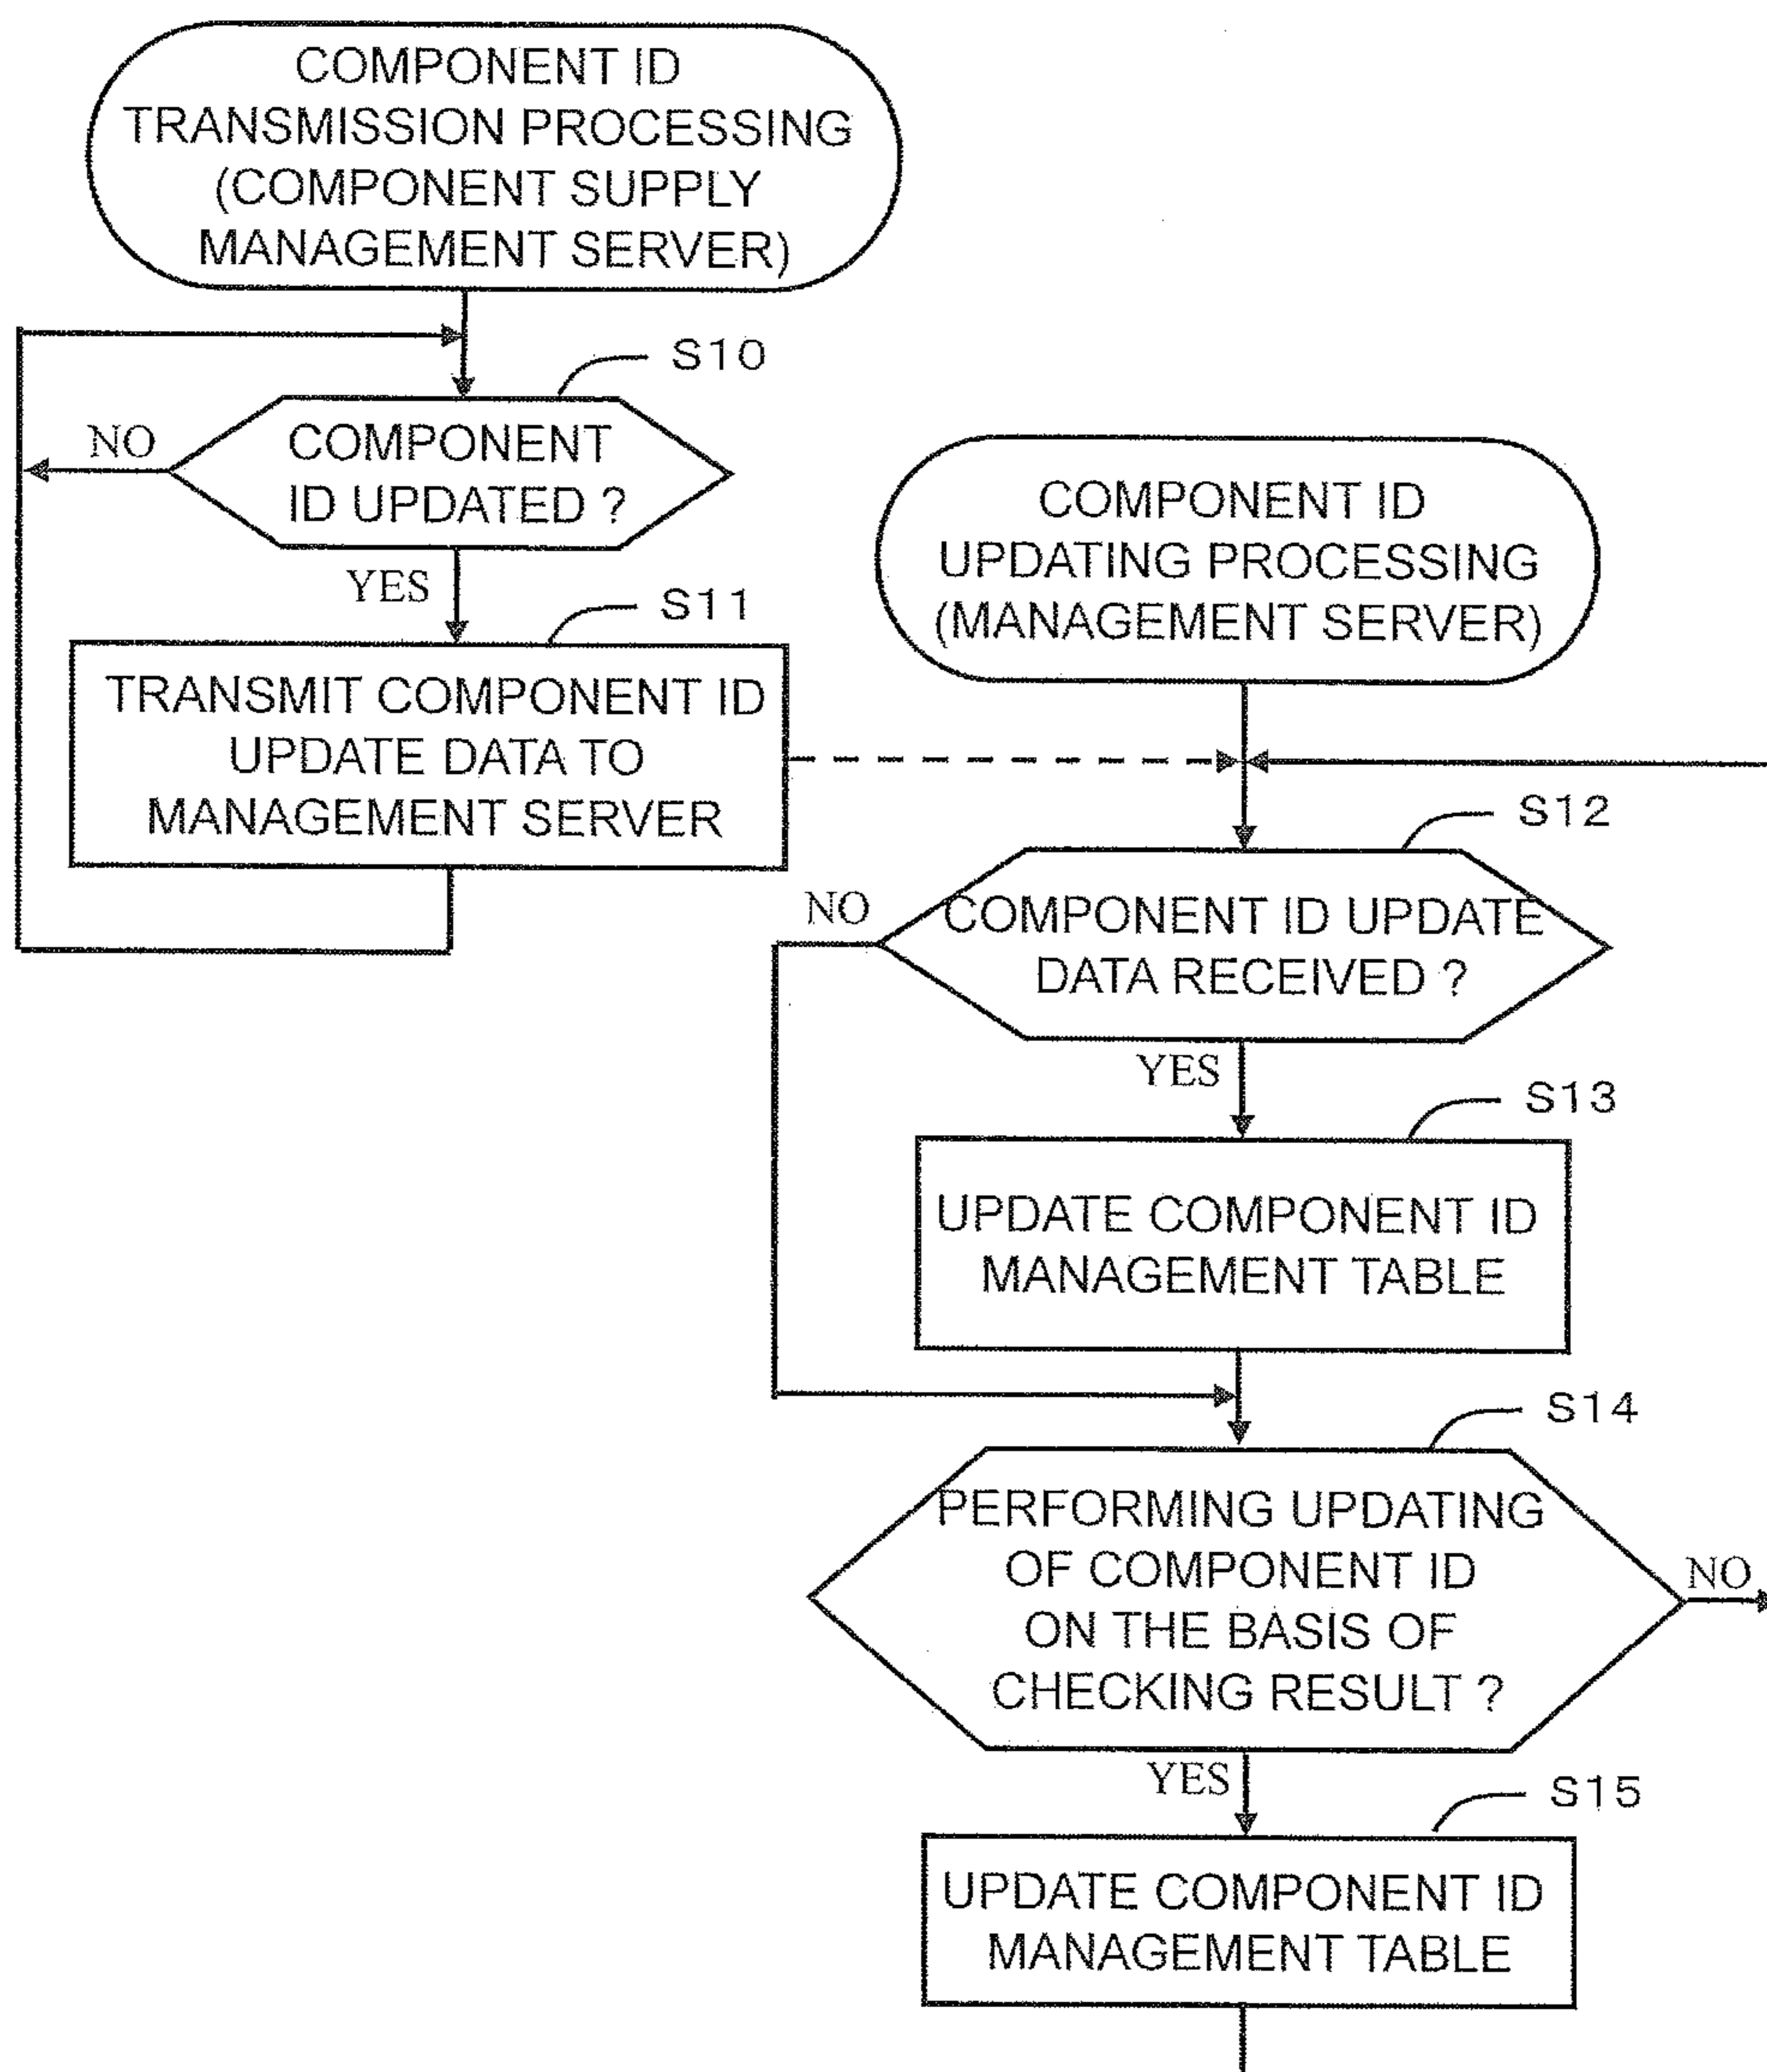 COMPONENT ID
TRANSMISSION PROCESSING
(COMPONENT SUPPLY
MANAGEMENT SERVER)
S10
NO
COMPONENT
ID UPDATED ?
YES
S11
TRANSMIT COMPONENT ID
UPDATE DATA TO
MANAGEMENT SERVER
COMPONENT ID
UPDATING PROCESSING
(MANAGEMENT SERVER)
S12
NO
COMPONENT ID UPDATE
DATA RECEIVED ?
YES
S13
UPDATE COMPONENT ID
MANAGEMENT TABLE
S14
PERFORMING UPDATING
OF COMPONENT ID
ON THE BASIS OF
CHECKING RESULT ?
NO
YES
S15
UPDATE COMPONENT ID
MANAGEMENT TABLE